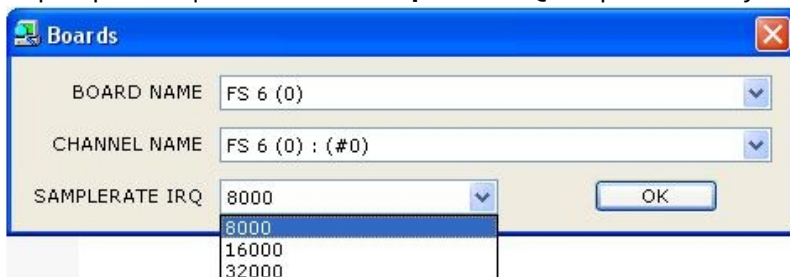 Boards
BOARD NAME FS 6 (0)
CHANNEL NAME FS 6 (0) : (#0)
SAMPLERATE IRQ 8000 OK
8000
16000
32000